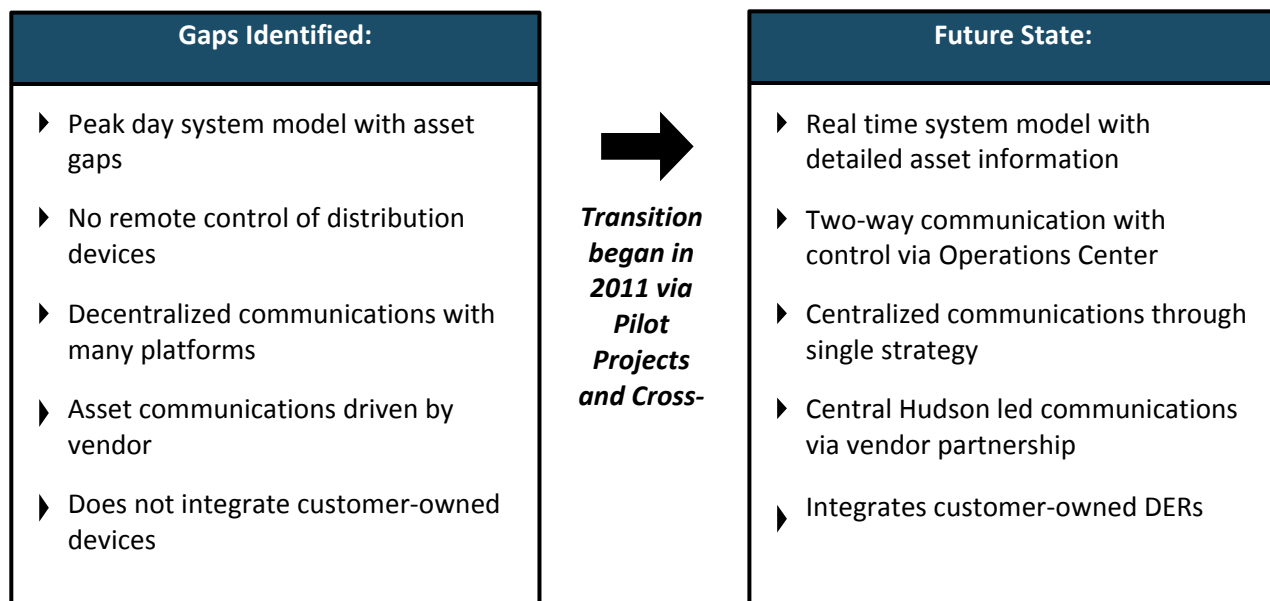 Gaps Identified:
Peak day system model with asset
gaps
No remote control of distribution
devices
Decentralized communications with
many platforms
Asset communications driven by
vendor
Does not integrate customer-owned
devices
Transition
began in
2011 via
Pilot
Projects
and Cross-
Future State:
Real time system model with
detailed asset information
Two-way communication with
control via Operations Center
Centralized communications through
single strategy
Central Hudson led communications
via vendor partnership
Integrates customer-owned DERs